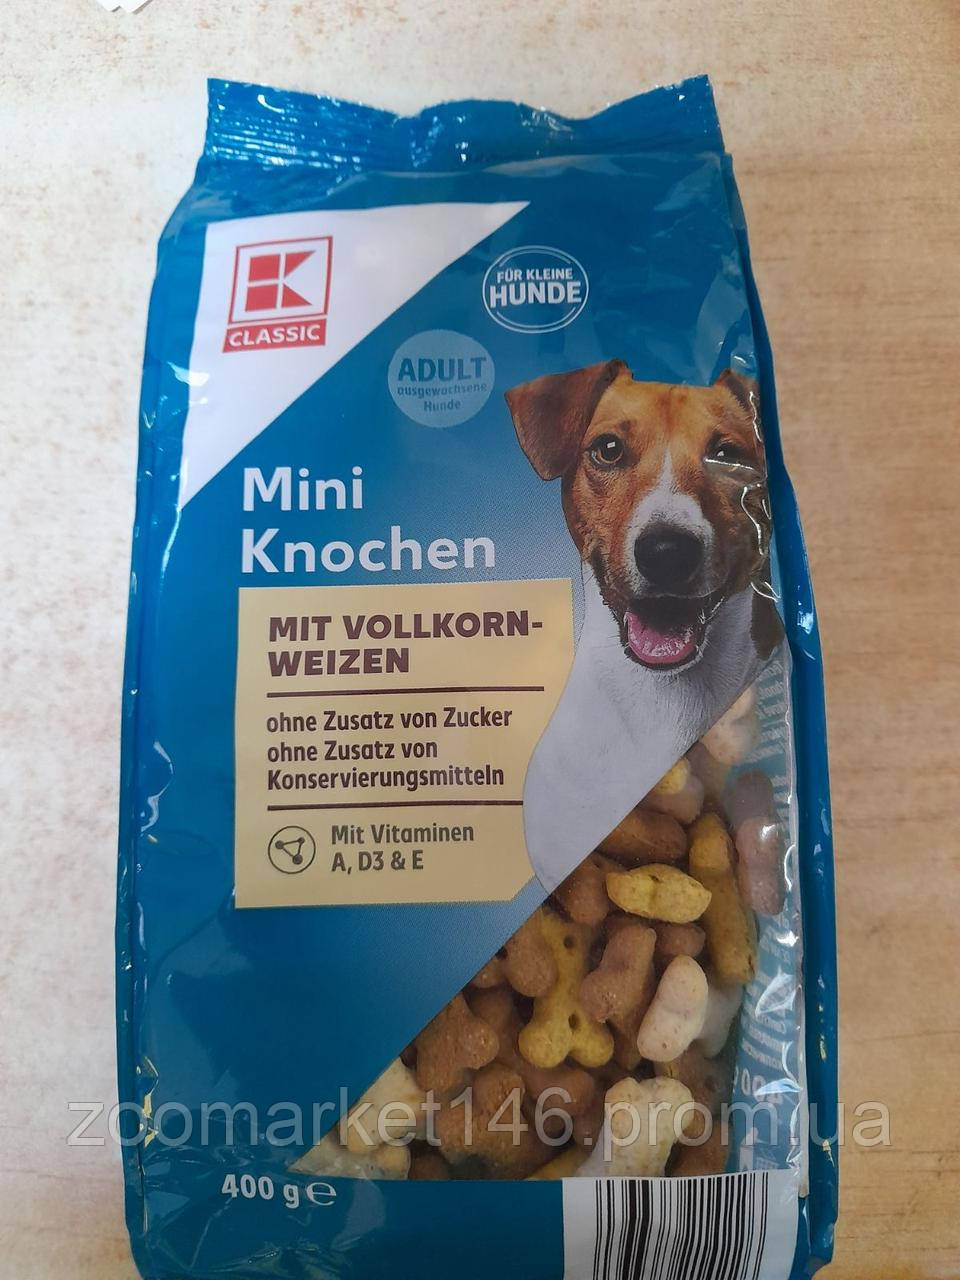 K
CLASSIC
FÜR KLEINE
HUNDE
ADULT
ausgewachsene
Hunde
Mini
Knochen
MIT VOLLKORN-
WEIZEN
ohne Zusatz von Zucker
ohne Zusatz von
Konservierungsmitteln
Mit Vitaminen
A, D3 & E
zoomarket146.prom.ua
400 g ℮